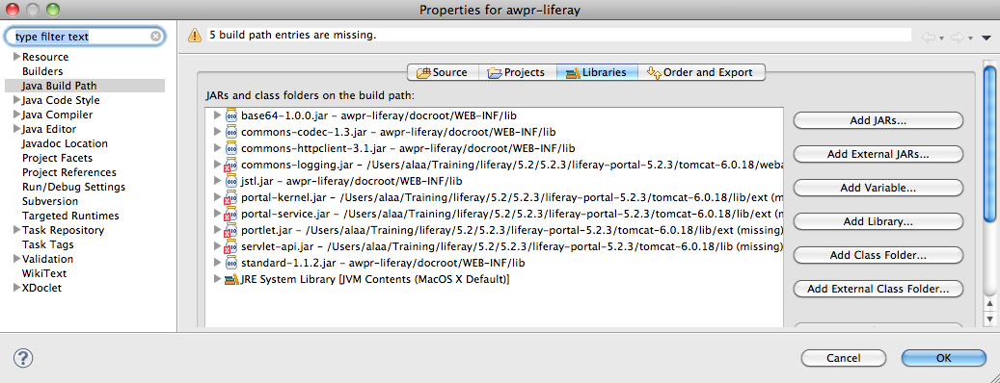 Properties for awpr-liferay
type filter text
Resource
Builders
Java Build Path
Java Code Style
Java Compiler
Java Editor
Javadoc Location
Project Facets
Project References
Run/Debug Settings
Subversion
Targeted Runtimes
Task Repository
Task Tags
Validation
WikiText
XDoclet
5 build path entries are missing.
Source Projects Libraries Order and Export
JARs and class folders on the build path:
base64-1.0.0.jar - awpr-liferay/docroot/WEB-INF/lib
commons-codec-1.3.jar - awpr-liferay/docroot/WEB-INF/lib
commons-httpclient-3.1.jar - awpr-liferay/docroot/WEB-INF/lib
commons-logging.jar - /Users/alaa/Training/liferay/5.2/5.2.3/liferay-portal-5.2.3/tomcat-6.0.18/weba
jstl.jar - awpr-liferay/docroot/WEB-INF/lib
portal-kernel.jar - /Users/alaa/Training/liferay/5.2/5.2.3/liferay-portal-5.2.3/tomcat-6.0.18/lib/ext (n
portal-service.jar - /Users/alaa/Training/liferay/5.2/5.2.3/liferay-portal-5.2.3/tomcat-6.0.18/lib/ext (
portlet.jar - /Users/alaa/Training/liferay/5.2/5.2.3/liferay-portal-5.2.3/tomcat-6.0.18/lib/ext (missing)
servlet-api.jar - /Users/alaa/Training/liferay/5.2/5.2.3/liferay-portal-5.2.3/tomcat-6.0.18/lib (missing)
standard-1.1.2.jar - awpr-liferay/docroot/WEB-INF/lib
JRE System Library [JVM Contents (MacOS X Default)]
Add JARs...
Add External JARs...
Add Variable...
Add Library...
Add Class Folder...
Add External Class Folder...
?
Cancel
OK